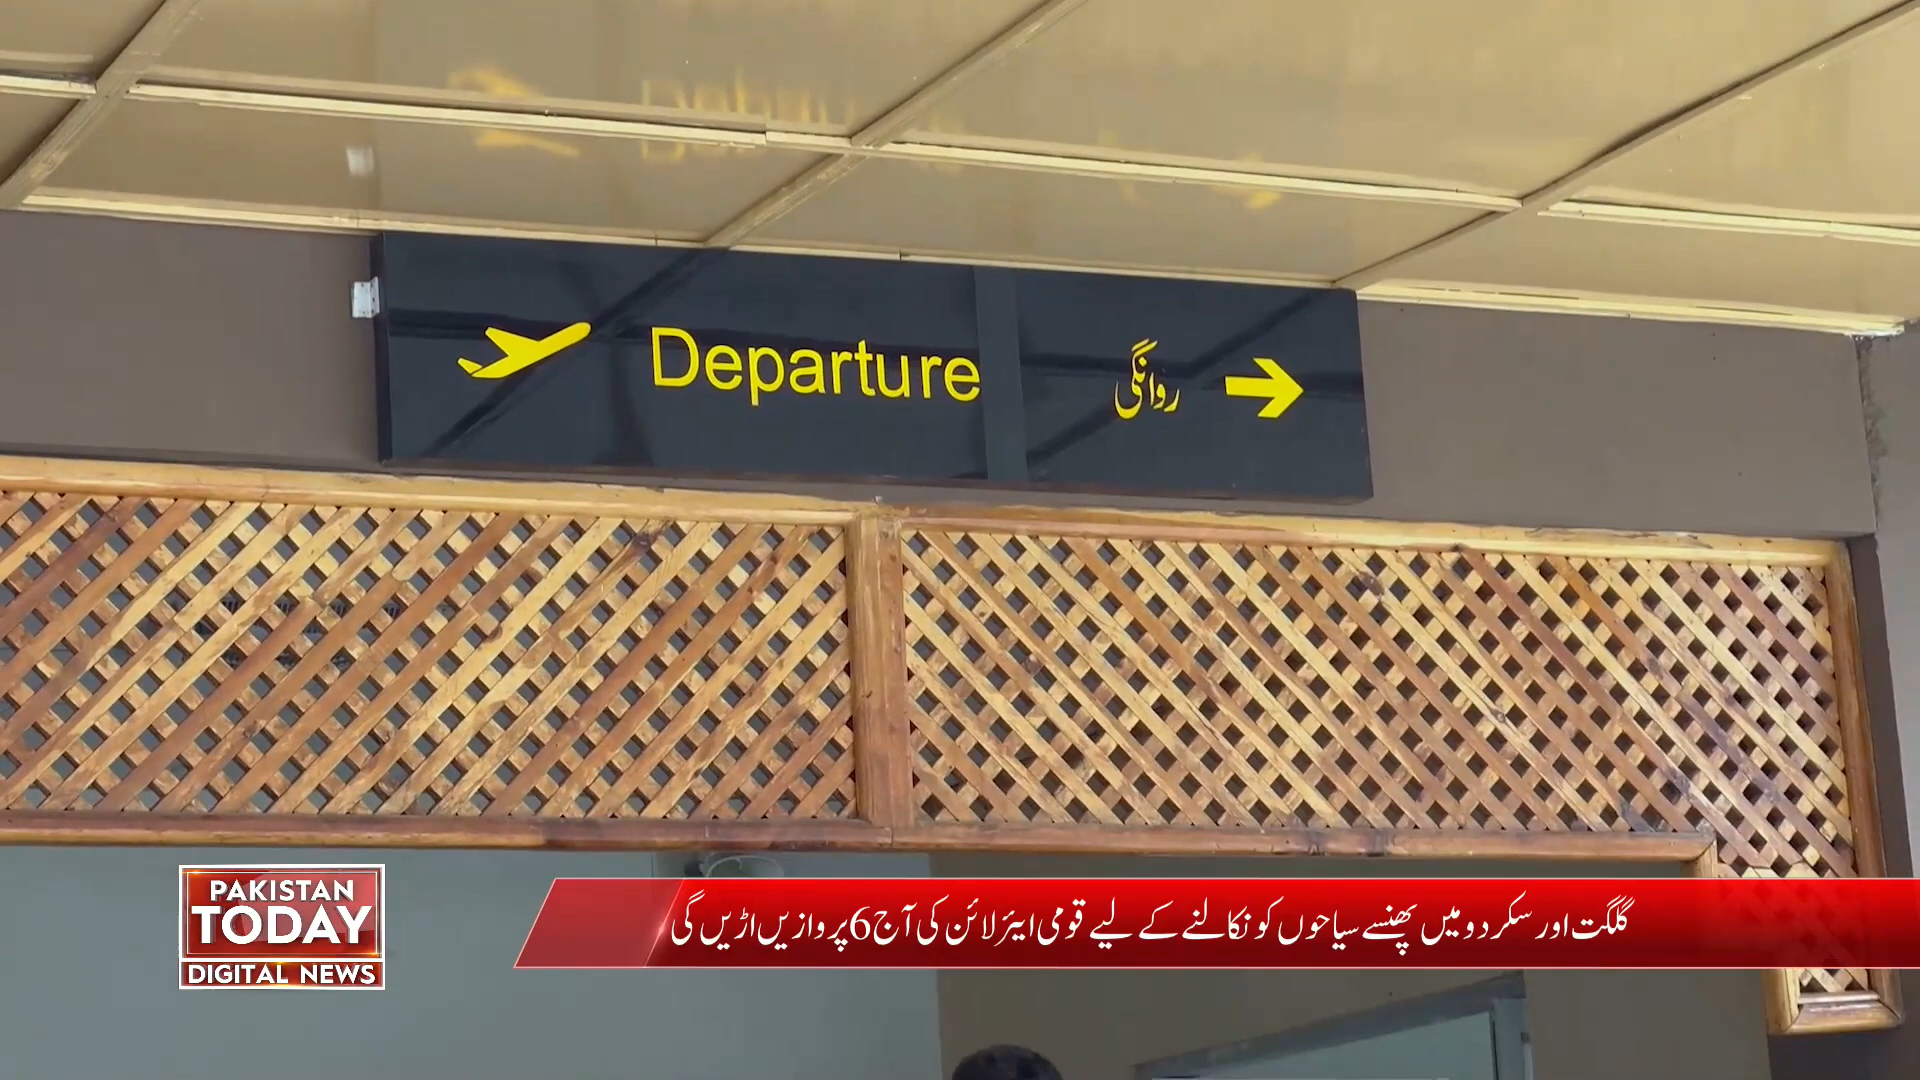 Departure روانگی
PAKISTAN
TODAY
DIGITAL NEWS
گلگت اور سکردو میں پھنسے سیاحوں کو نکالنے کے لیے قومی ایئر لائن کی آج 6 پروازیں اڑیں گی